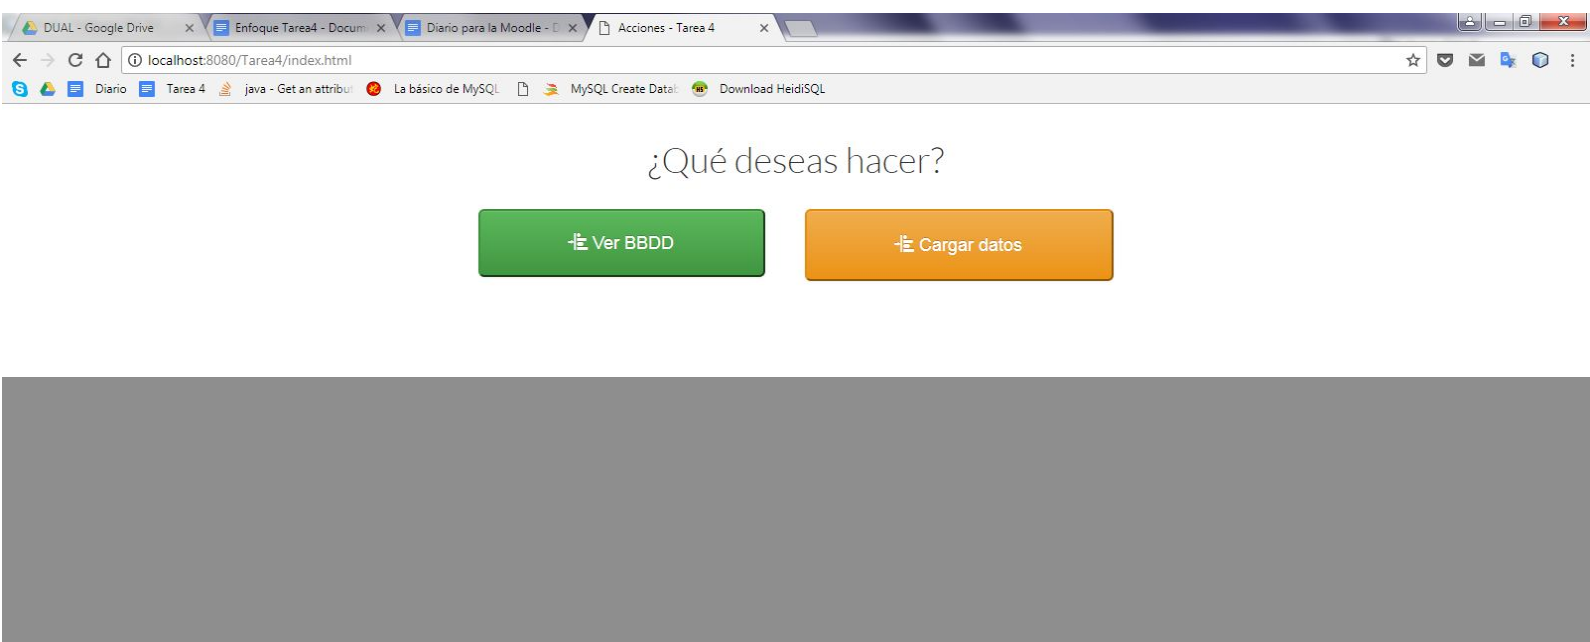 DUAL - Google Drive
Enfoque Tarea4 - Docum
Diario para la Moodle - D
Acciones - Tarea 4
localhost:8080/Tarea4/index.html
Diario
Tarea 4
java - Get an attribu
La básico de MySQL
MySQL Create Datab
Download HeidiSQL
¿Qué deseas hacer?
Ver BBDD
Cargar datos